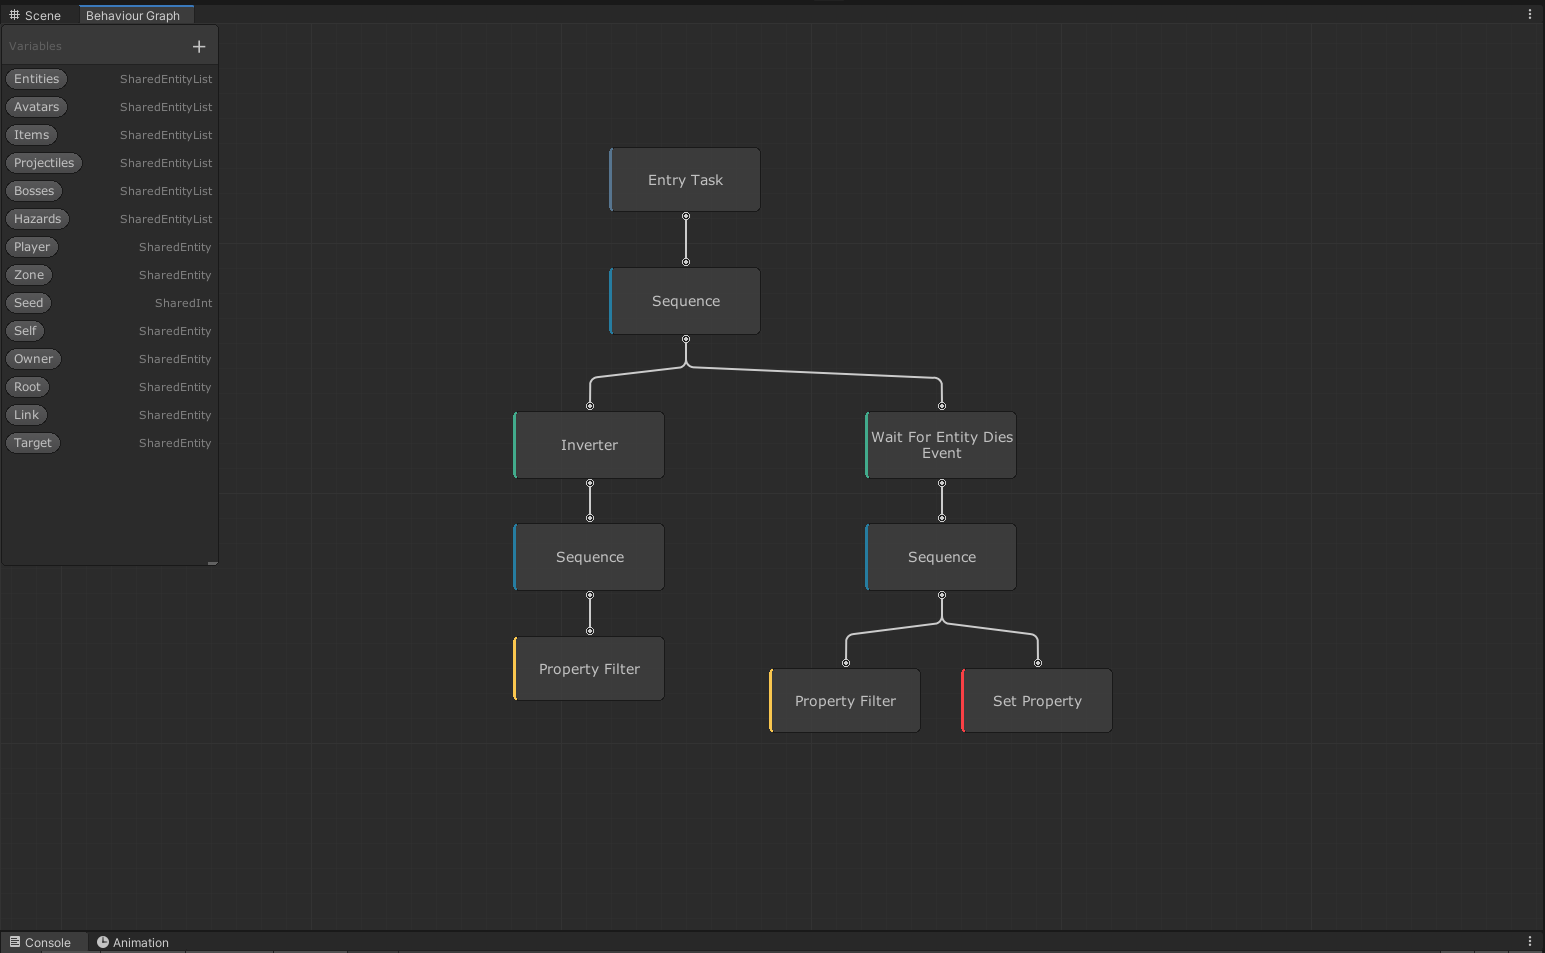 Scene
Behaviour Graph
Variables
Entities SharedEntityList
Avatars SharedEntityList
Items SharedEntityList
Projectiles SharedEntityList
Bosses SharedEntityList
Hazards SharedEntityList
Player SharedEntity
Zone SharedEntity
Seed SharedInt
Self SharedEntity
Owner SharedEntity
Root SharedEntity
Link SharedEntity
Target SharedEntity
Entry Task
Sequence
Inverter
Wait For Entity Dies
Event
Sequence
Sequence
Property Filter
Property Filter
Set Property
Console
Animation